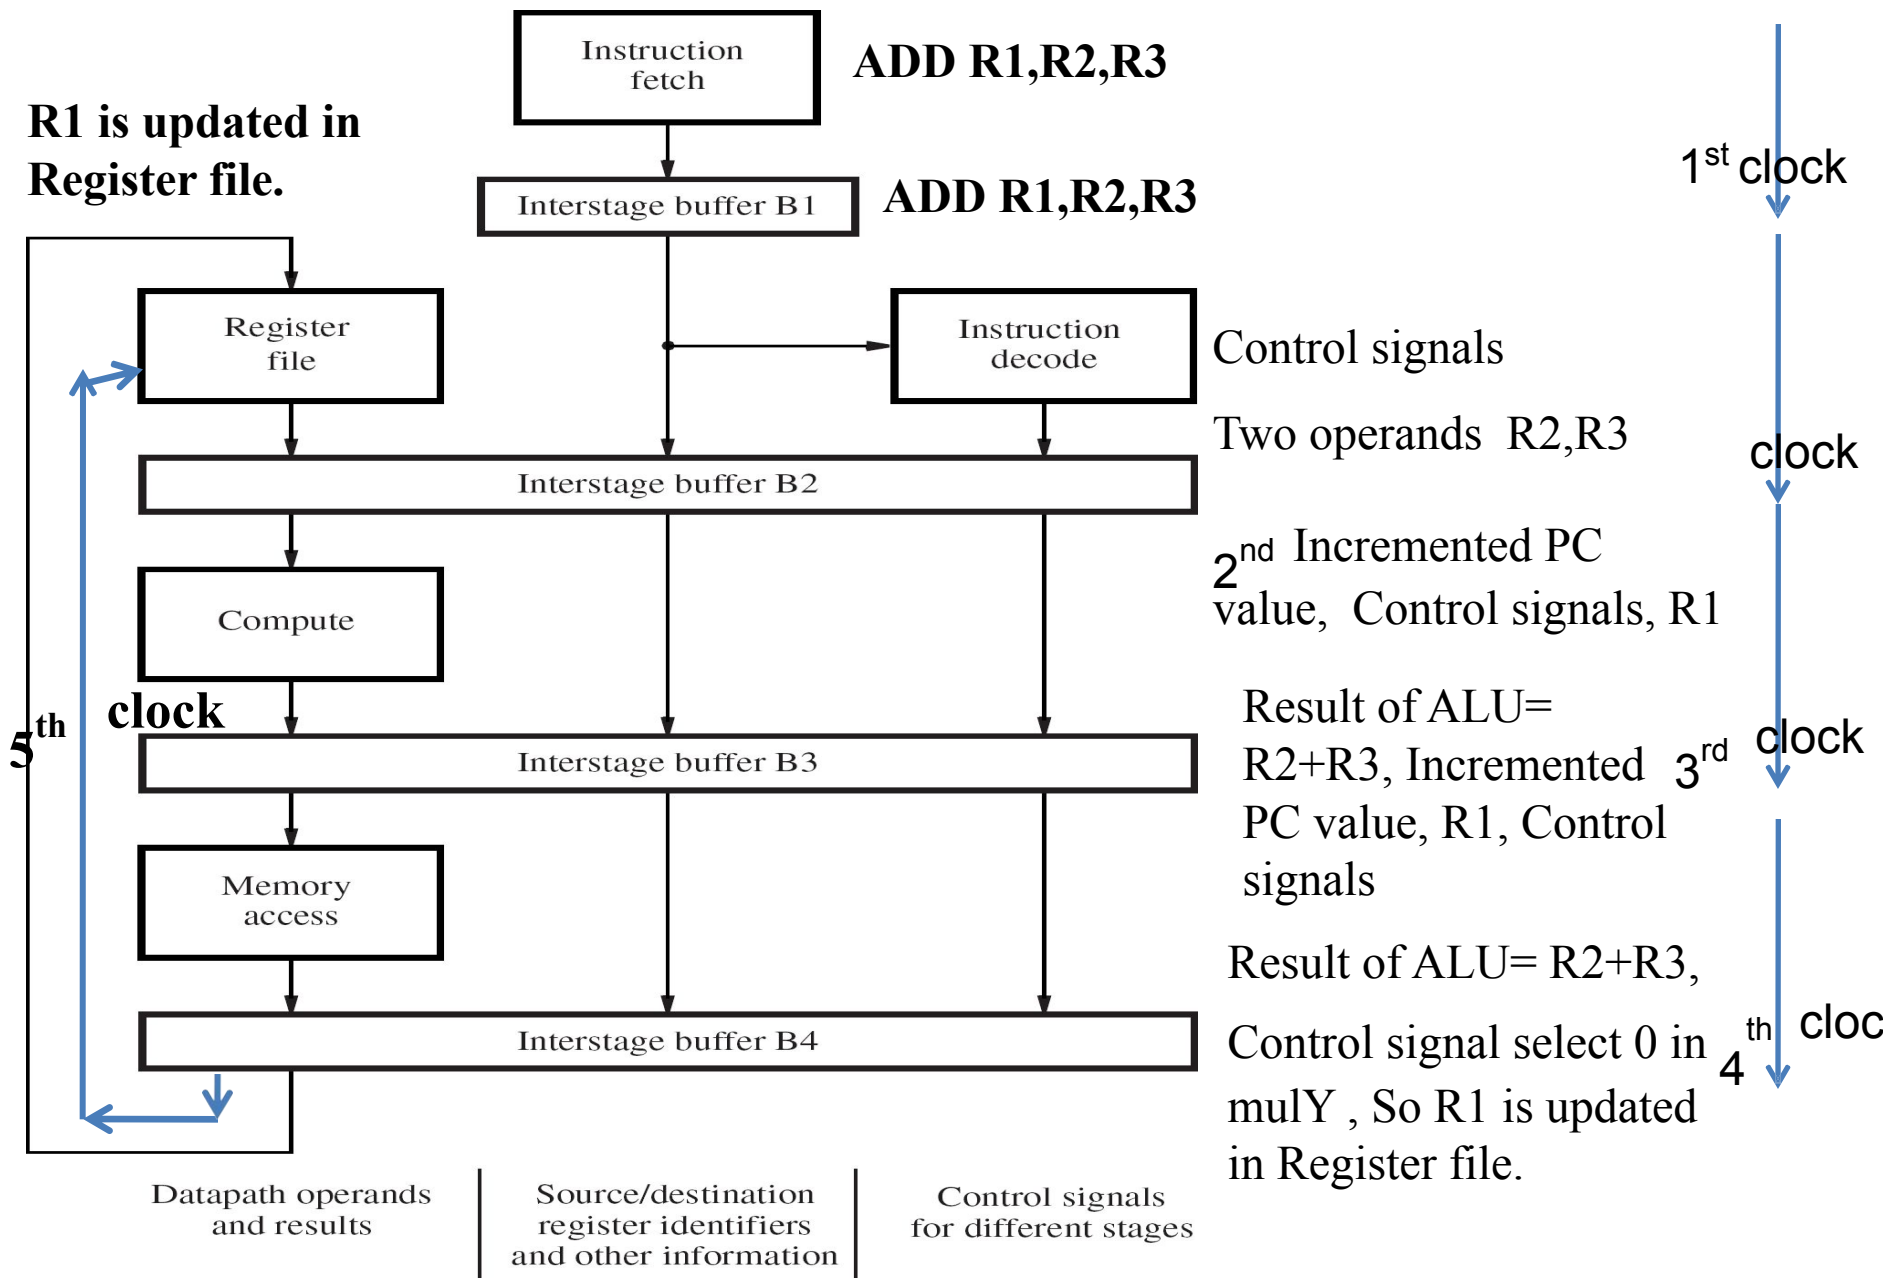 Instruction
fetch
ADD R1,R2,R3
R1 is updated in
Register file.
1st clock
Interstage buffer B1
ADD R1,R2,R3
Register
file
Instruction
decode
Control signals
Two operands R2,R3
clock
Interstage buffer B2
2nd Incremented PC
value, Control signals, R1
Compute
5th clock
Result of ALU=
R2+R3, Incremented
PC value, R1, Control
signals
3rd clock
Interstage buffer B3
Memory
access
Result of ALU= R2+R3,
Interstage buffer B4
Control signal select 0 in
mulY , So R1 is updated
in Register file.
4th cloc
Datapath operands
and results
Source/destination
register identifiers
and other information
Control signals
for different stages